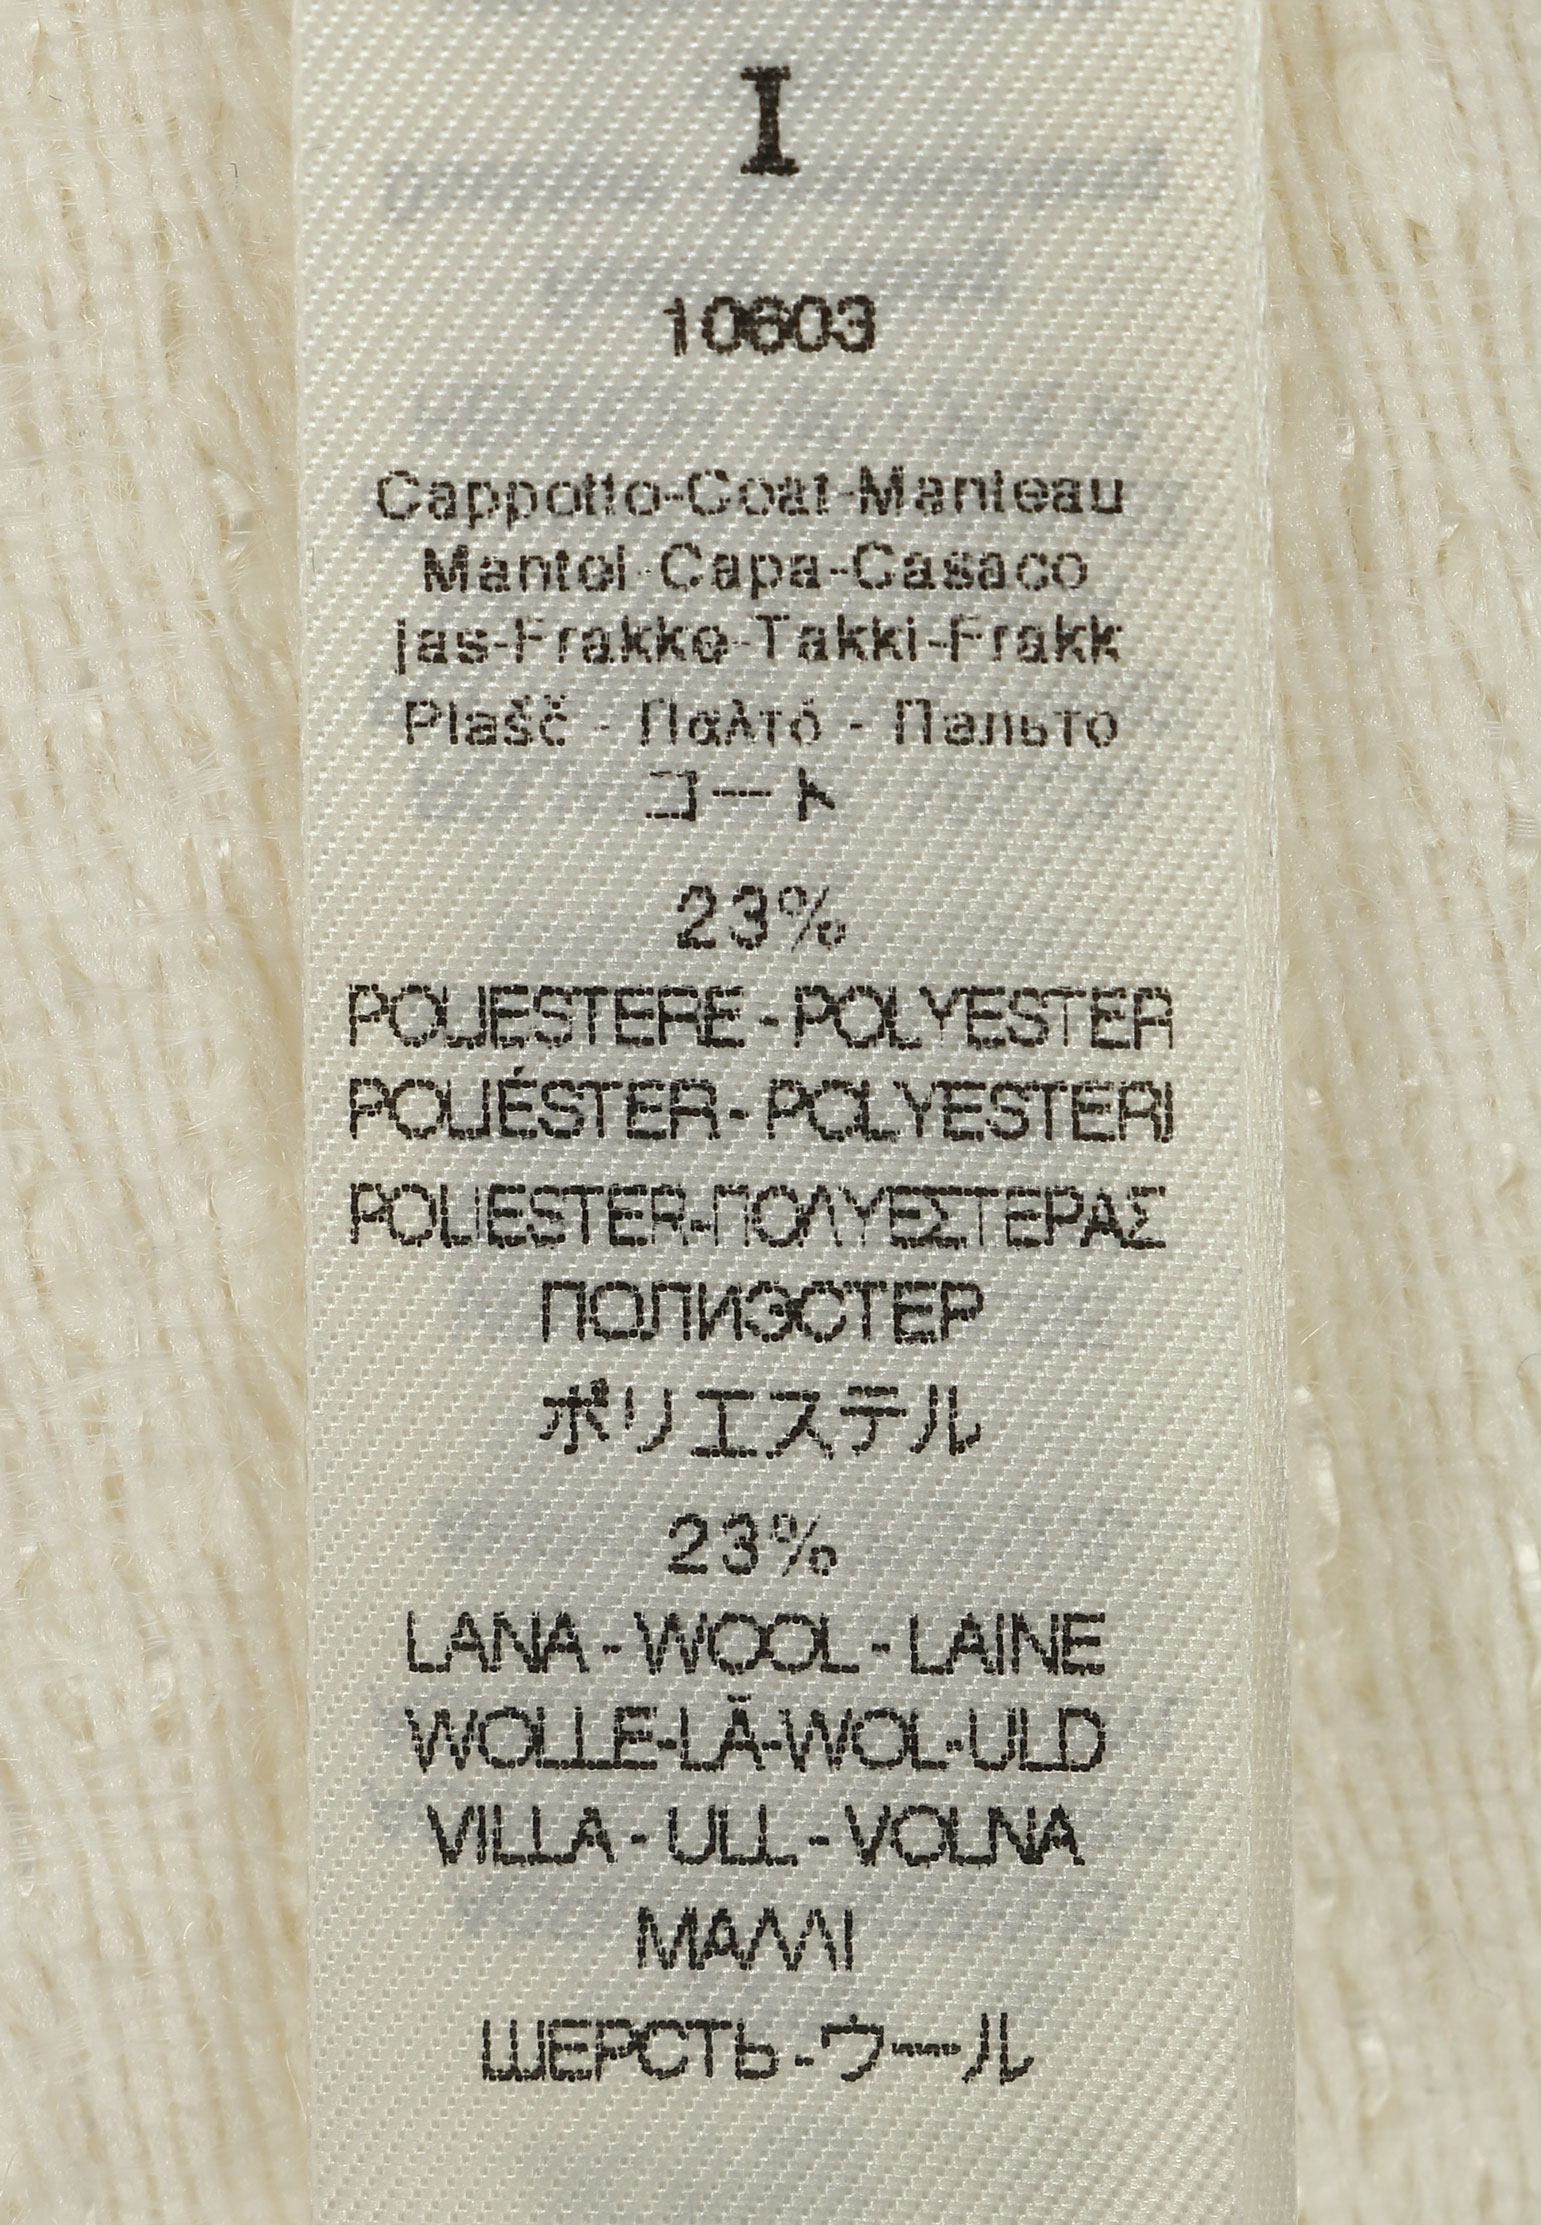 I
10603
Cappotto-Coat-Manteau
Mantel-Capa-Casaco
jas-Frakke-Takki-Frakk
Plašč - Παλτό - Пальто
コート
23%
POLIESTERE - POLYESTER
POLIÉSTER - POLYESTERI
POLIESTER-ΠΟΛΥΕΣΤΕΡΑΣ
ПОЛИЭСТЕР
ポリエステル
23%
LANA - WOOL - LAINE
WOLLE-LÃ-WOL-ULD
VILLA - ULL - VOLNA
ΜΑΛΛΙ
ШЕРСТЬ - ウール